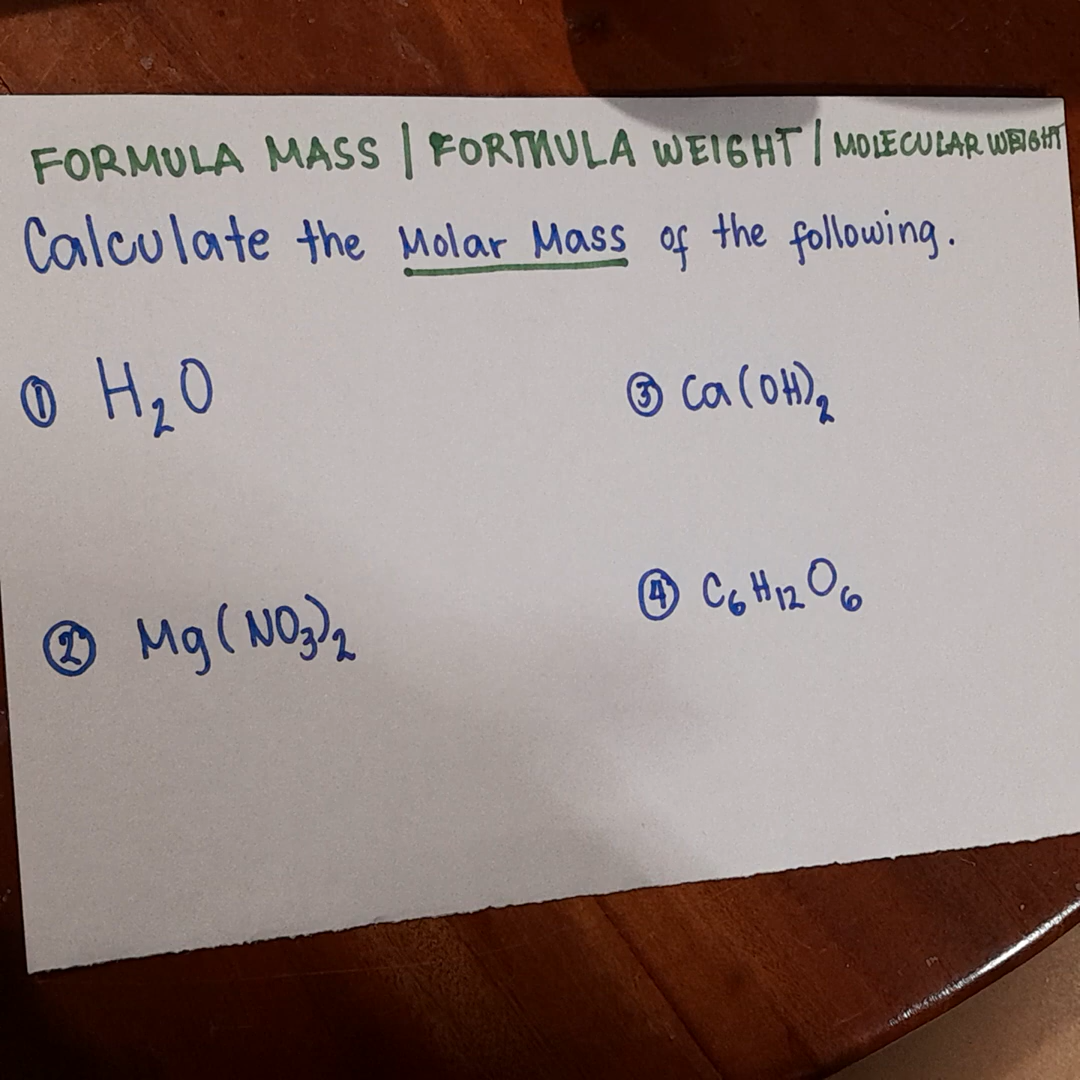 FORMULA MASS | FORMULA WEIGHT | MOLECULAR WEIGHT
Calculate the Molar Mass of the following.
① H₂O
③ Ca(OH)₂
② Mg(NO₃)₂
④ C₆H₁₂O₆